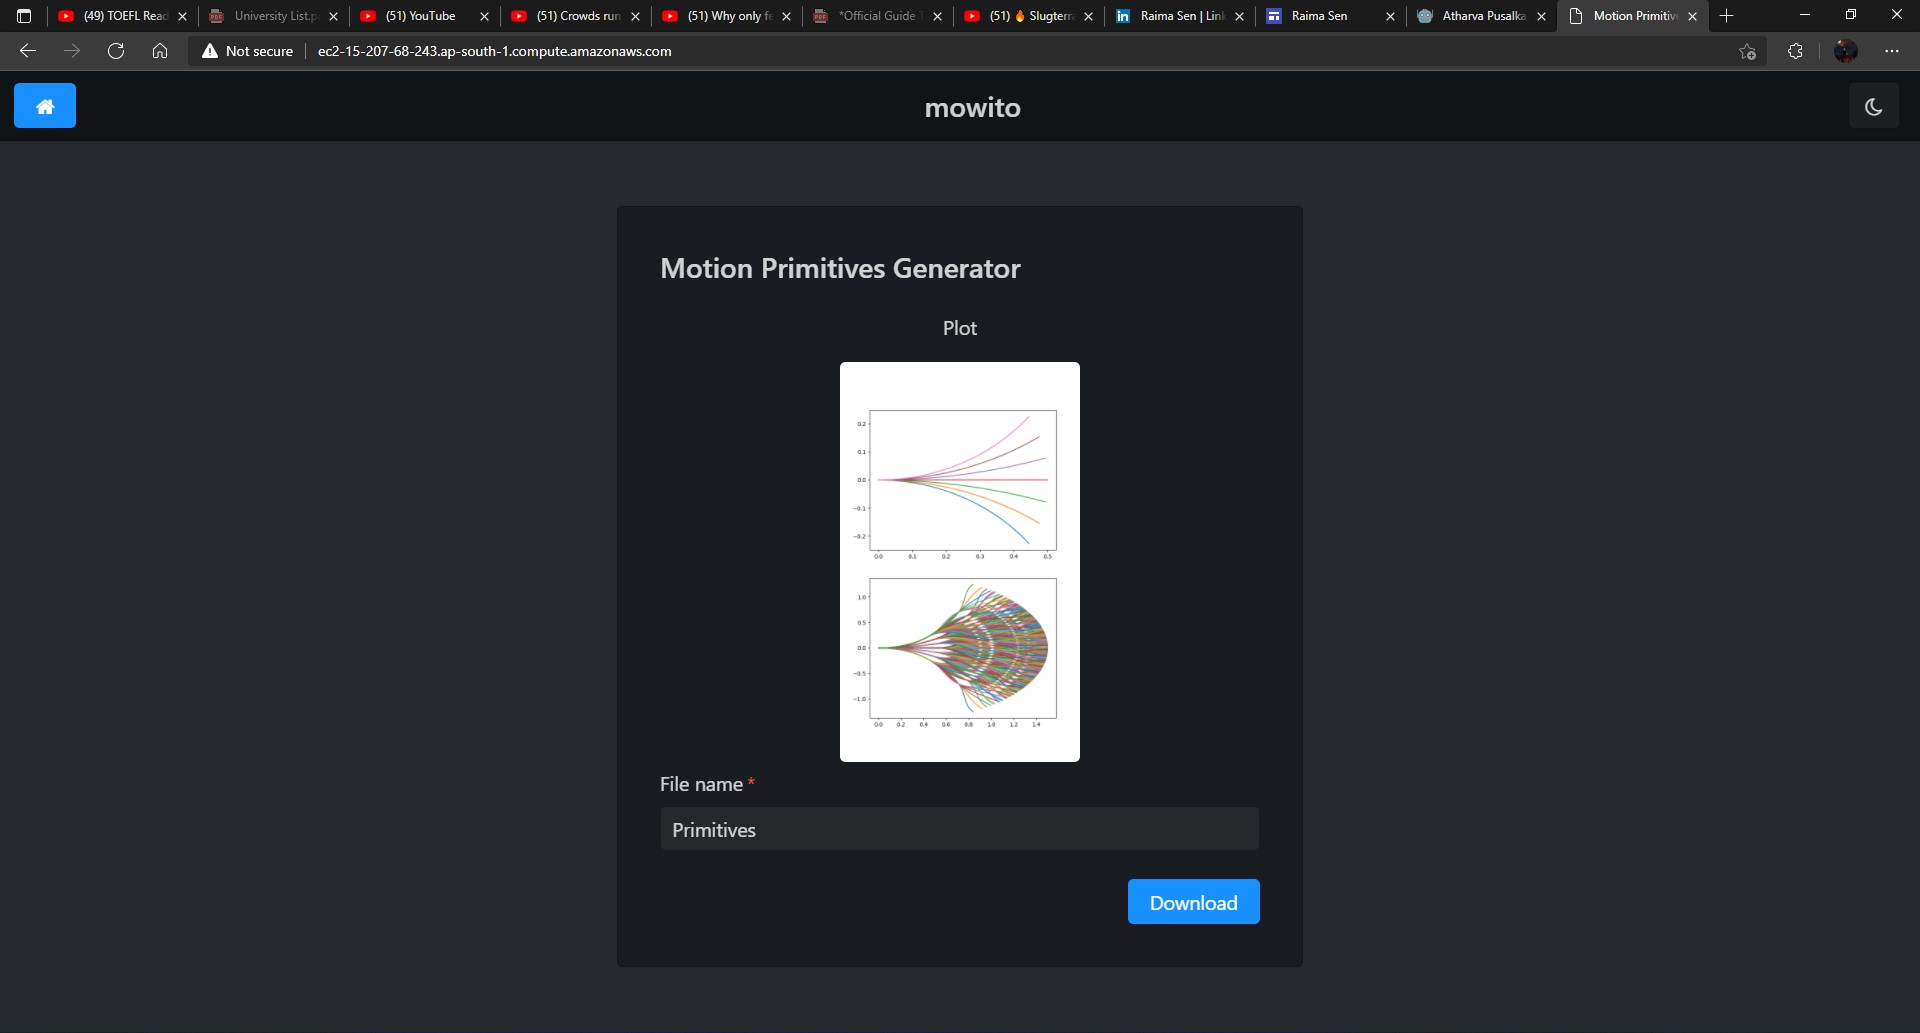 (49) TOEFL Read
University List.p
(51) YouTube
(51) Crowds run
(51) Why only fe
*Official Guide T
(51) 🔥 Slugterra
Raima Sen | Link
Raima Sen
Atharva Pusalka
Motion Primitiv
Not secure
ec2-15-207-68-243.ap-south-1.compute.amazonaws.com
mowito
Motion Primitives Generator
Plot
0.2
0.1
0.0
−0.1
−0.2
0.0 0.1 0.2 0.3 0.4 0.5
1.0
0.5
0.0
−0.5
−1.0
0.0 0.2 0.4 0.6 0.8 1.0 1.2 1.4
File name *
Primitives
Download